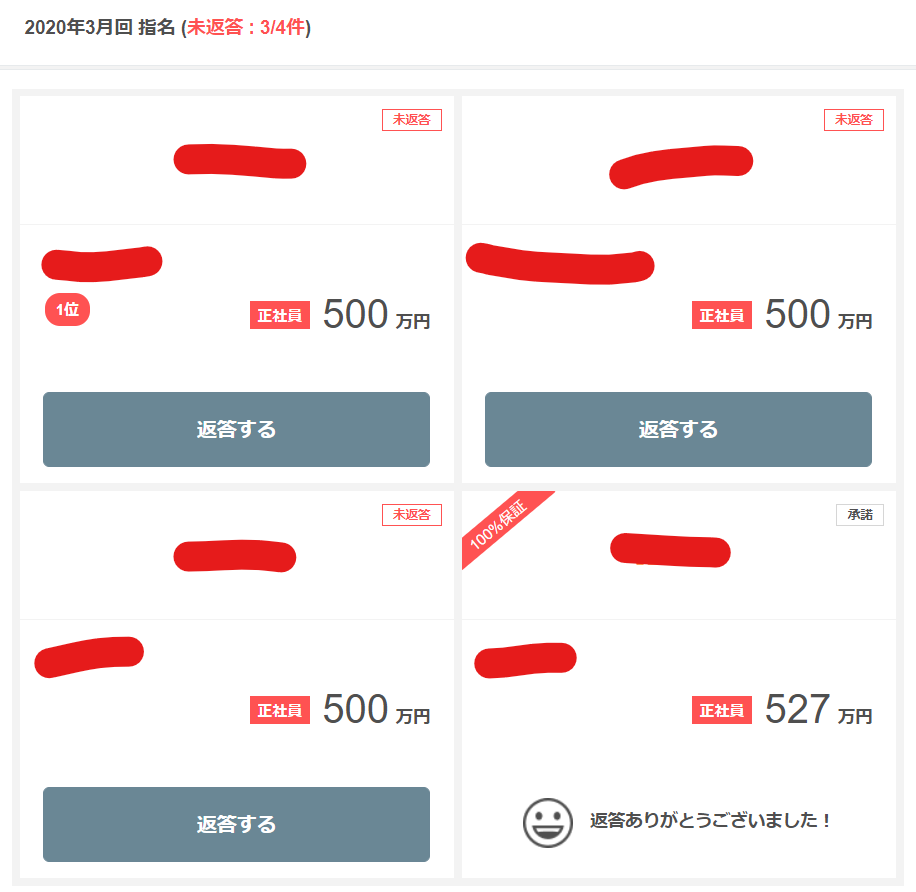 2020年3月回 指名 (未返答 : 3/4件)
未返答
1位
正社員 500 万円
返答する
未返答
正社員 500 万円
返答する
未返答
正社員 500 万円
返答する
100%保証
承諾
正社員 527 万円
返答ありがとうございました！